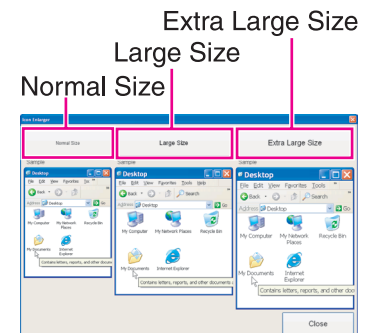 Extra Large Size
Large Size
Normal Size
Icon Enlarger
Normal Size
Large Size
Extra Large Size
Sample
Sample
Sample
Desktop
File Edit View Favorites To
Back
Address Desktop Go
My Computer My Network Places Recycle Bin
My Documents Internet Explorer
Contains letters, reports, and other docum
Desktop
File Edit View Favorites Tools Help
Back Search
Address Desktop Go
My Computer My Network Places Recycle Bin
My Documents Internet Explorer
Contains letters, reports, and other documents
Desktop
File Edit View Favorites Tools
Back Search
Address Desktop Go
My Computer My Network Recycle Bin
Places
My Documents Internet
Explorer
Contains letters, reports, and other doc
Close